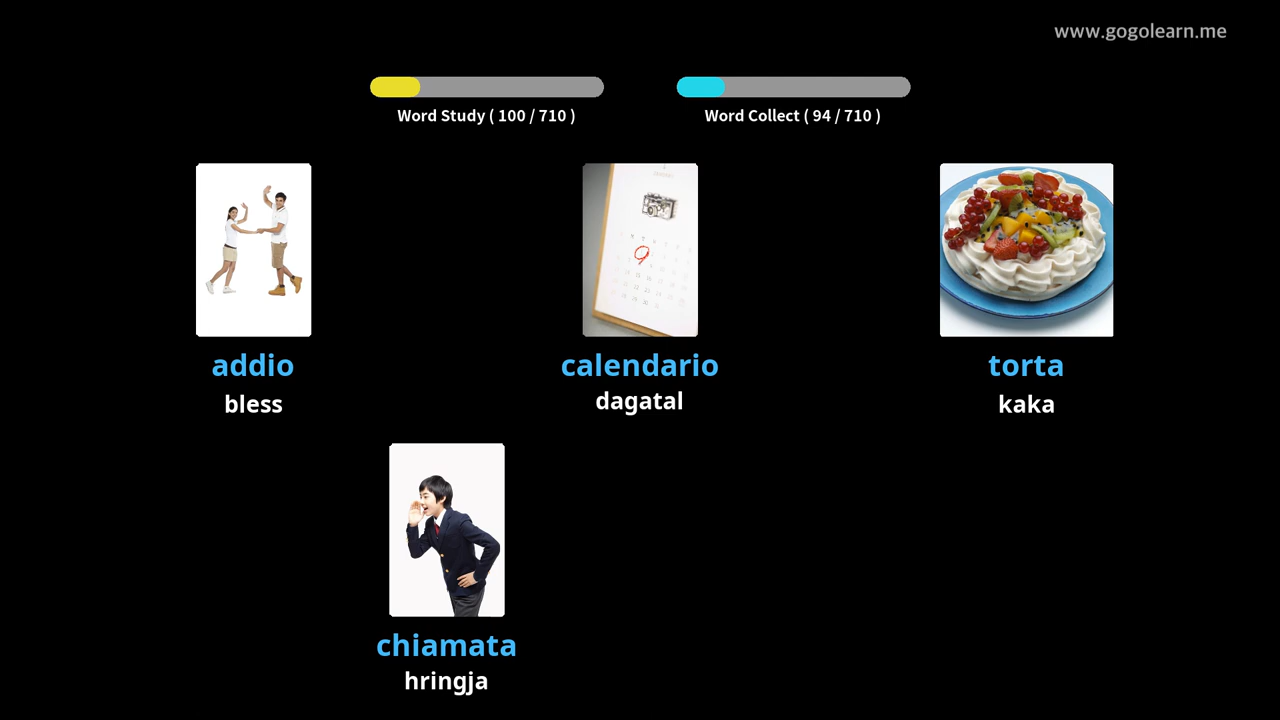 www.gogolearn.me
Word Study ( 100 / 710 )
Word Collect ( 94 / 710 )
addio
bless
calendario
dagatal
torta
kaka
9
chiamata
hringja